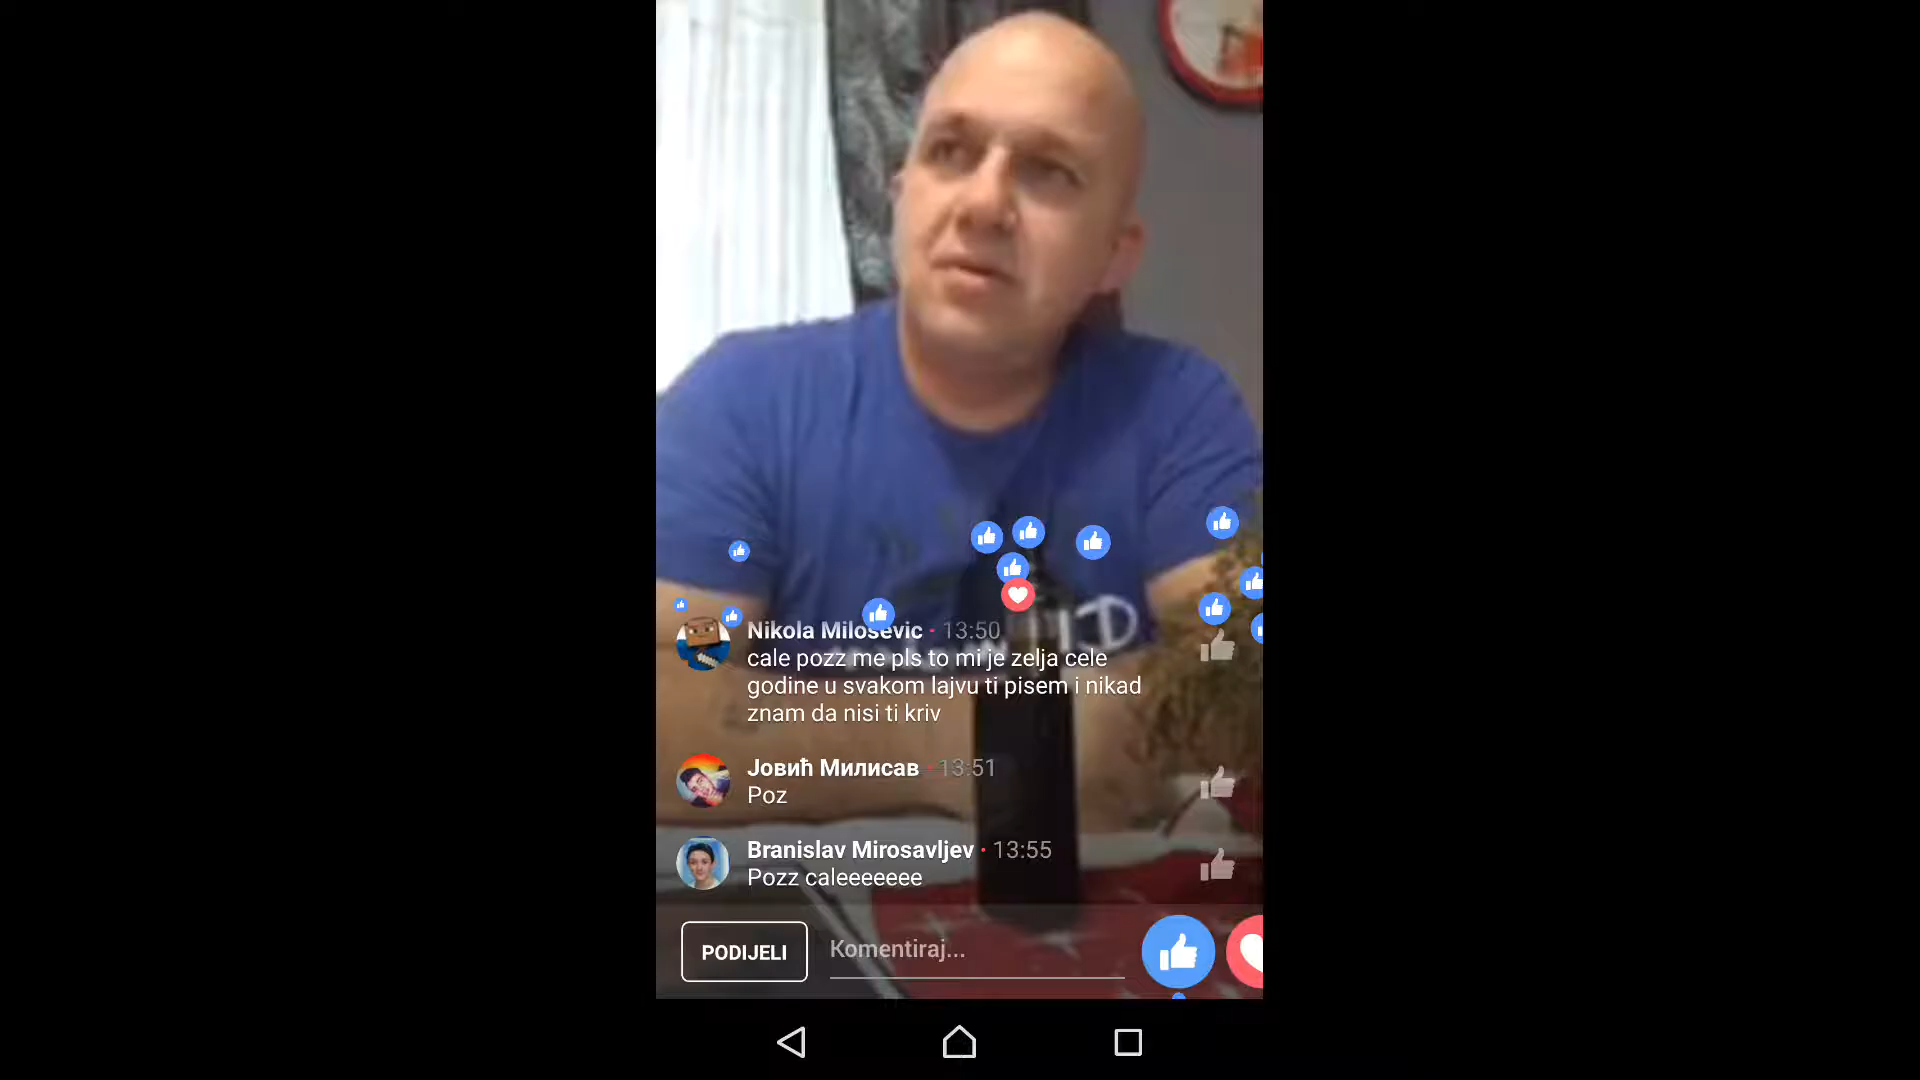 Nikola Milosevic • 13:50
cale pozz me pls to mi je zelja cele
godine u svakom lajvu ti pisem i nikad
znam da nisi ti kriv
Јовић Милисав • 13:51
Poz
Branislav Mirosavljev • 13:55
Pozz caleeeeeee
PODIJELI
Komentiraj...